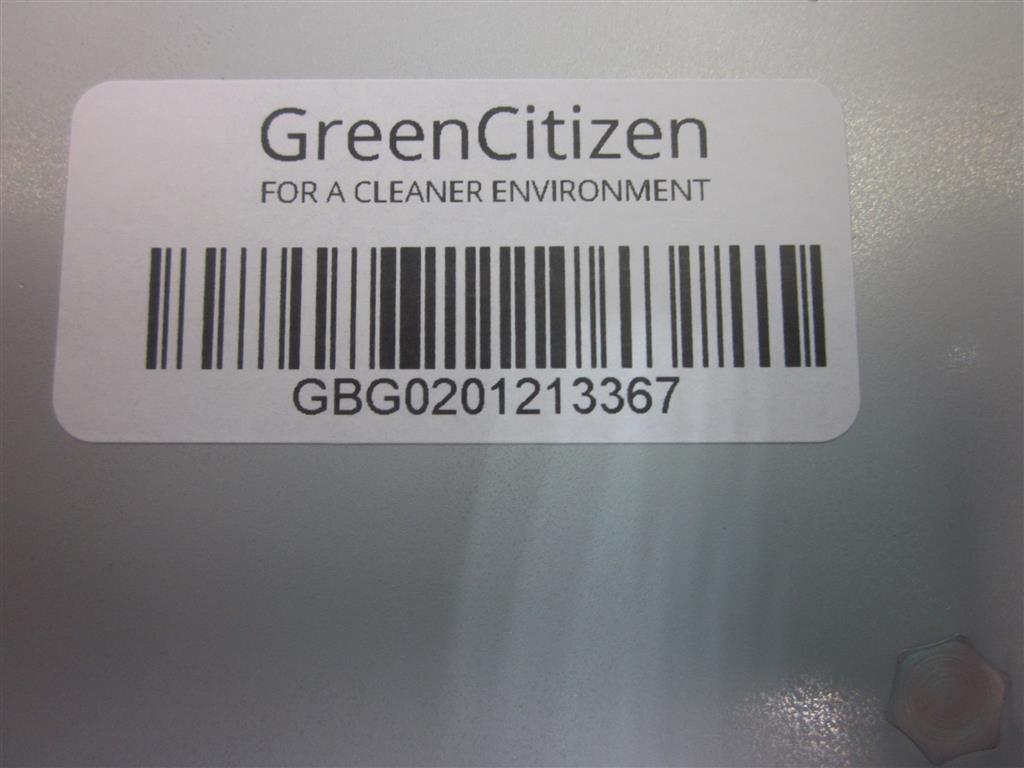 GreenCitizen
FOR A CLEANER ENVIRONMENT
GBG0201213367